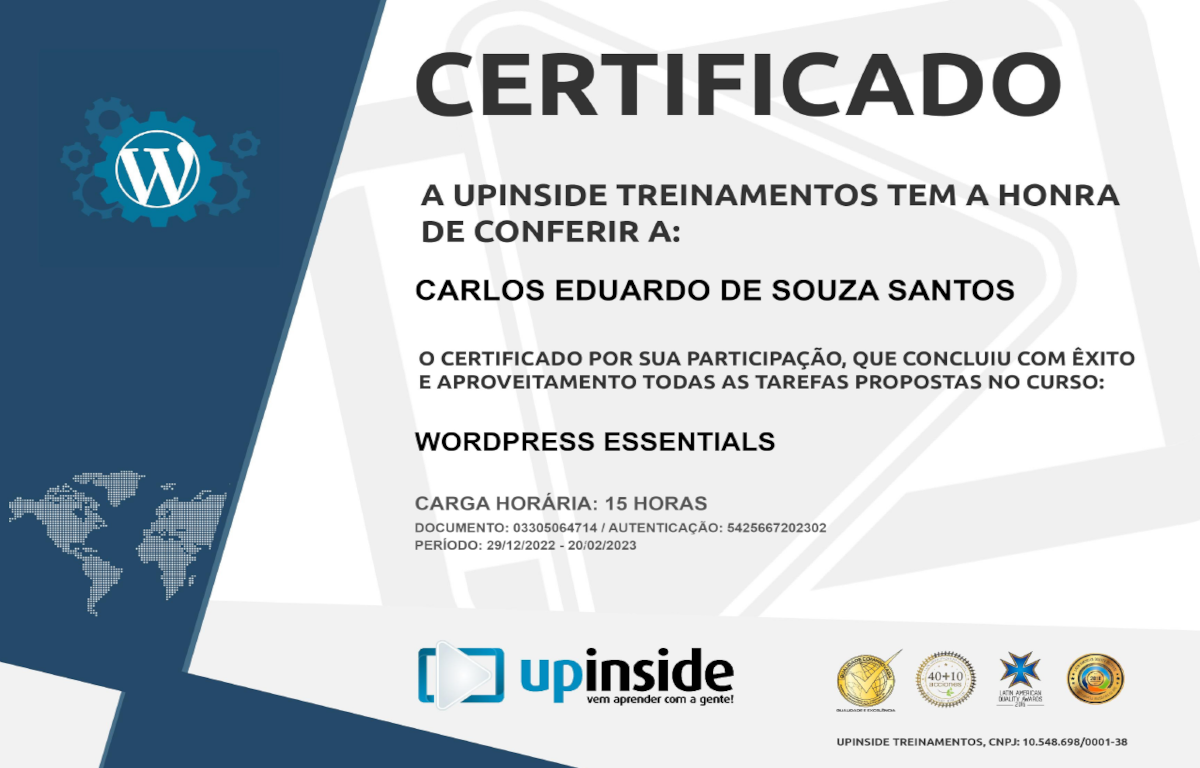 CERTIFICADO
A UPINSIDE TREINAMENTOS TEM A HONRA
DE CONFERIR A:
CARLOS EDUARDO DE SOUZA SANTOS
O CERTIFICADO POR SUA PARTICIPAÇÃO, QUE CONCLUIU COM ÊXITO
E APROVEITAMENTO TODAS AS TAREFAS PROPOSTAS NO CURSO:
WORDPRESS ESSENTIALS
CARGA HORÁRIA: 15 HORAS
DOCUMENTO: 03305064714 / AUTENTICAÇÃO: 5425667202302
PERÍODO: 29/12/2022 - 20/02/2023
upinside
vem aprender com a gente!
40+10
acciones
LATIN AMERICAN
QUALITY AWARDS
UPINSIDE TREINAMENTOS, CNPJ: 10.548.698/0001-38